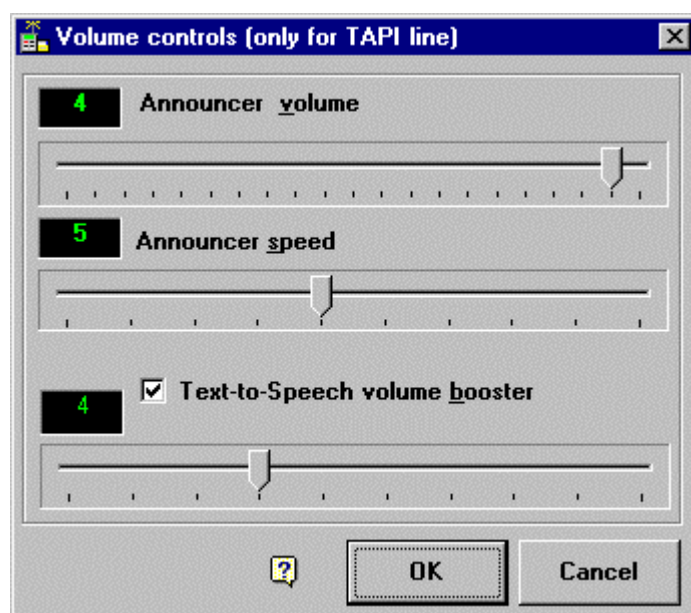 Volume controls (only for TAPI line)
4 Announcer volume
5 Announcer speed
4 Text-to-Speech volume booster
?
OK Cancel